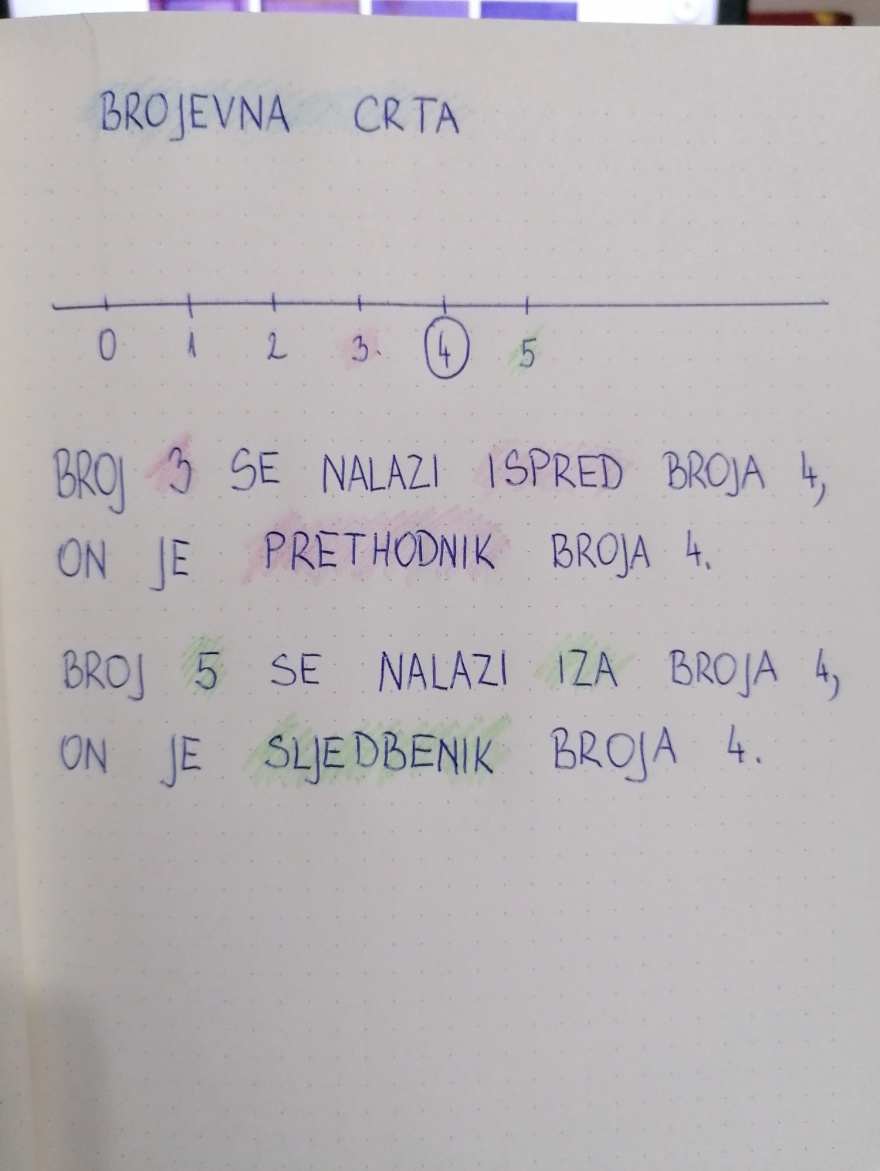 BROJEVNA CRTA
0 1 2 3. 4 5
BROJ 3 SE NALAZI ISPRED BROJA 4,
ON JE PRETHODNIK BROJA 4.
BROJ 5 SE NALAZI IZA BROJA 4,
ON JE SLJEDBENIK BROJA 4.